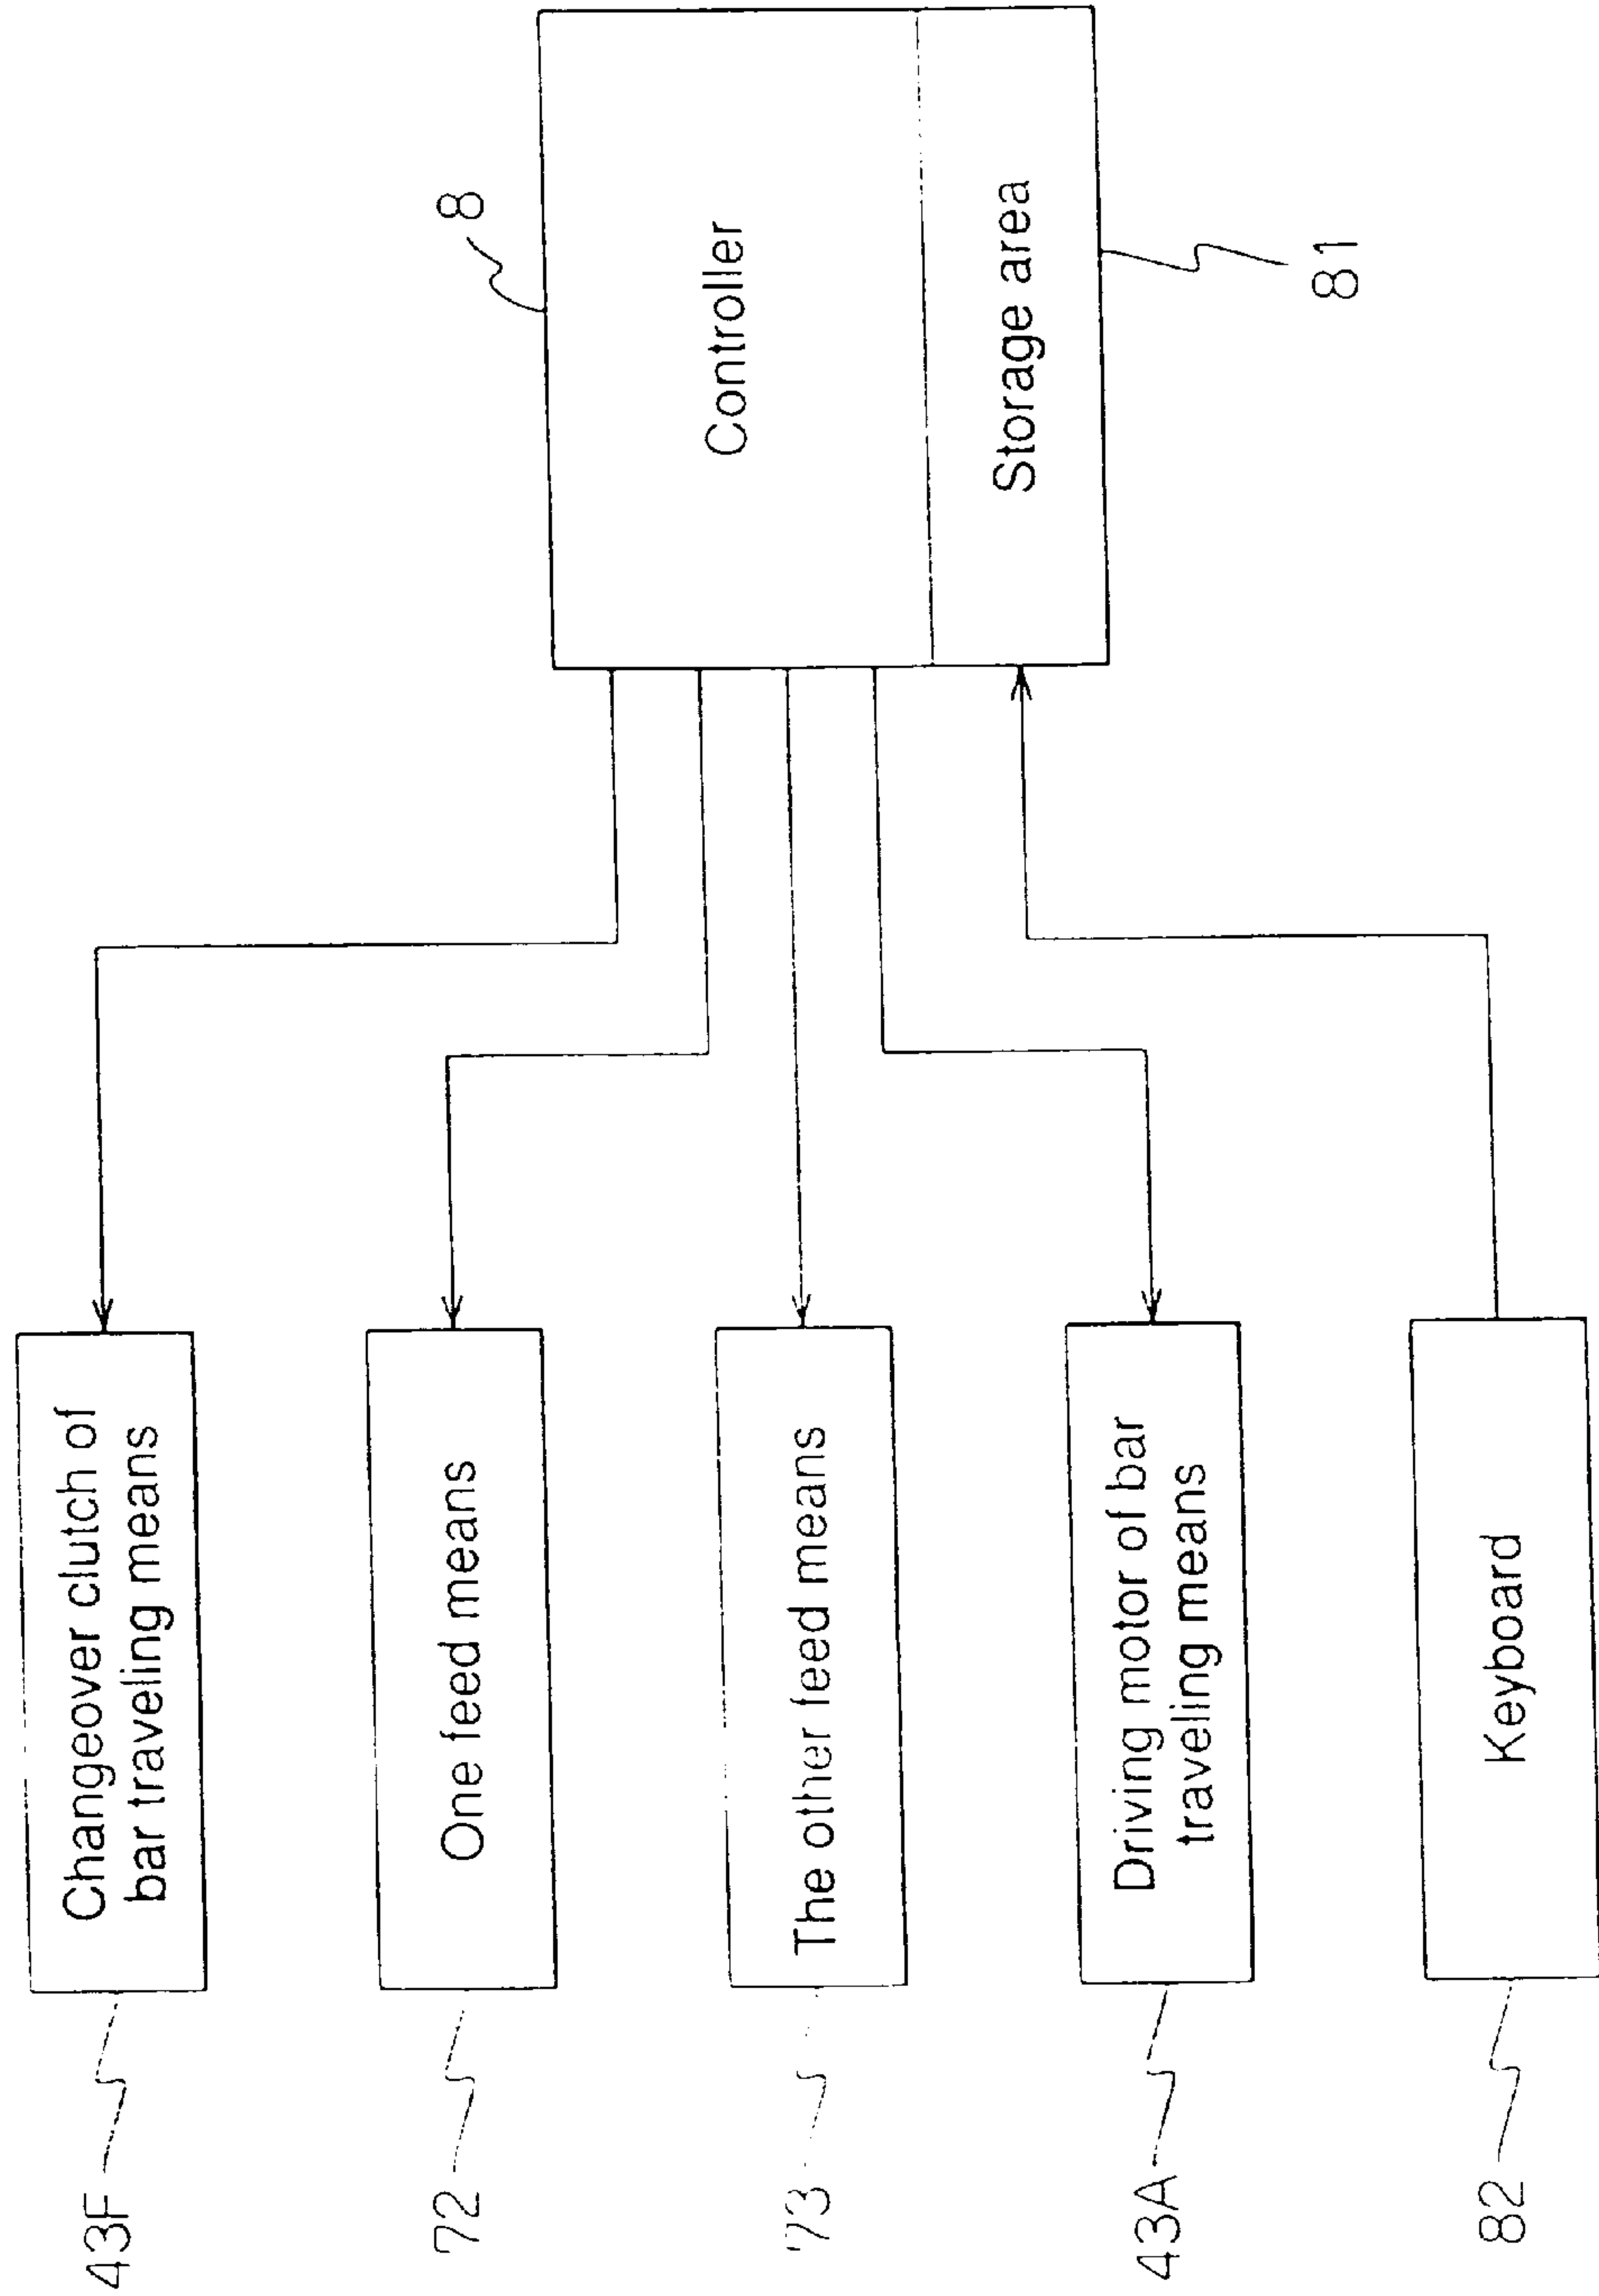 8
Controller
Storage area
81
43F
Changeover clutch of
bar traveling means
72
One feed means
73
The other feed means
43A
Driving motor of bar
traveling means
82
Keyboard